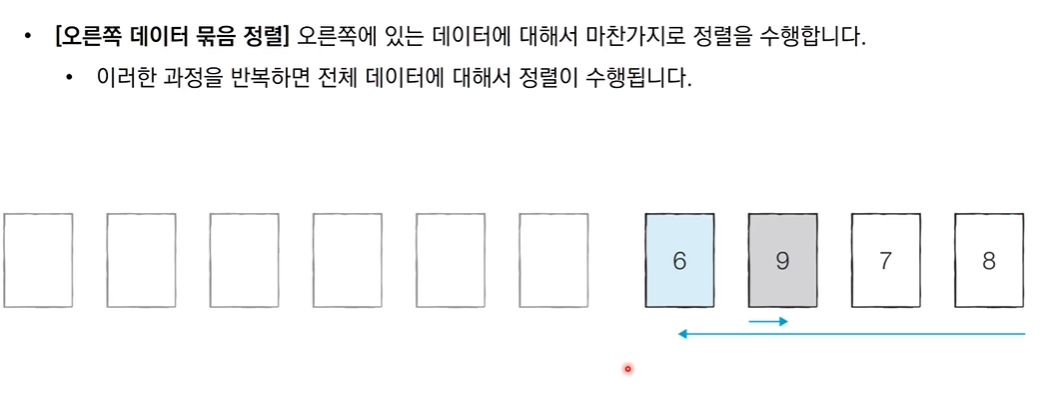 • [오른쪽 데이터 묶음 정렬] 오른쪽에 있는 데이터에 대해서 마찬가지로 정렬을 수행합니다.
• 이러한 과정을 반복하면 전체 데이터에 대해서 정렬이 수행됩니다.
6 9 7 8